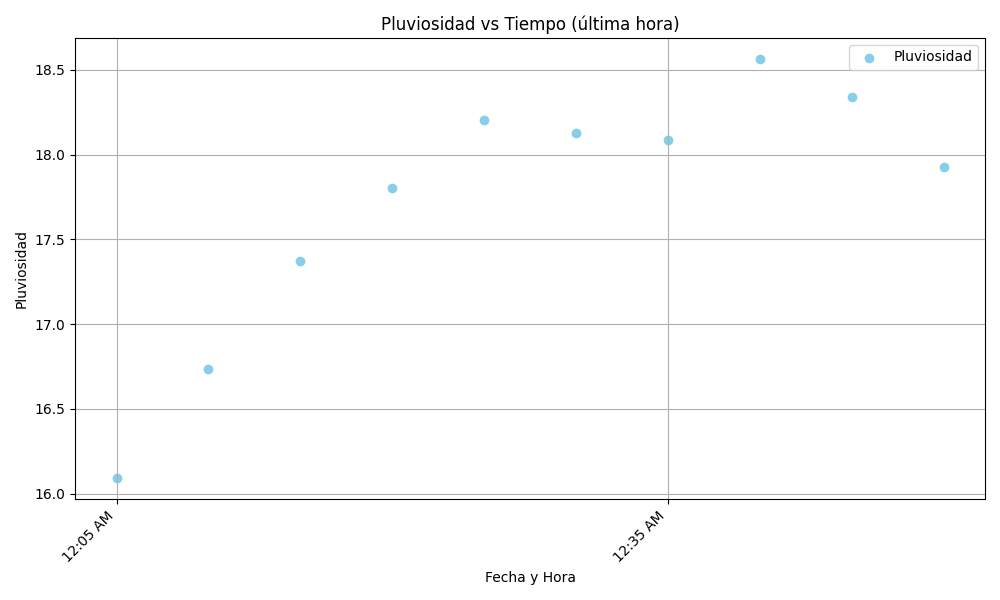 Pluviosidad vs Tiempo (última hora)
Pluviosidad
18.5
18.0
17.5
17.0
16.5
16.0
Pluviosidad
12:05 AM
12:35 AM
Fecha y Hora